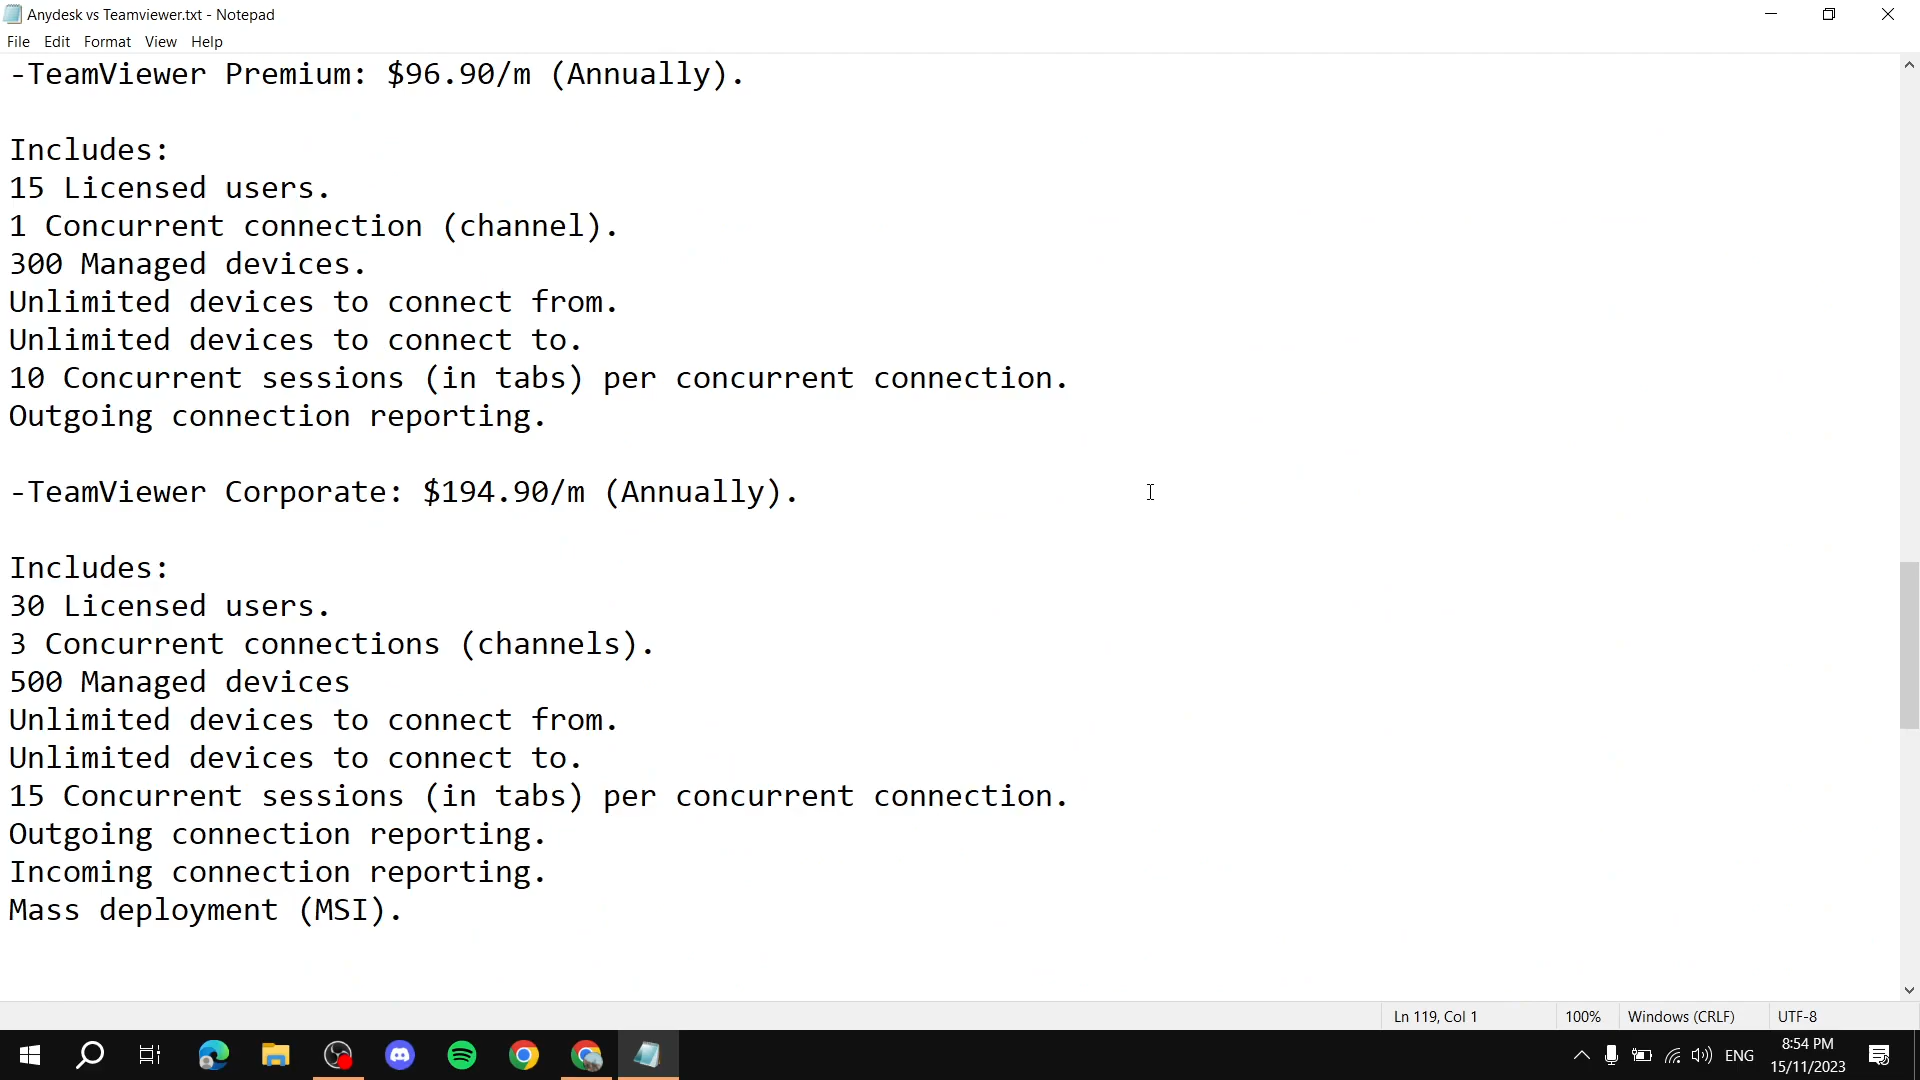 Anydesk vs Teamviewer.txt - Notepad
File Edit Format View Help
-TeamViewer Premium: $96.90/m (Annually).
Includes:
15 Licensed users.
1 Concurrent connection (channel).
300 Managed devices.
Unlimited devices to connect from.
Unlimited devices to connect to.
10 Concurrent sessions (in tabs) per concurrent connection.
Outgoing connection reporting.
-TeamViewer Corporate: $194.90/m (Annually).
Includes:
30 Licensed users.
3 Concurrent connections (channels).
500 Managed devices
Unlimited devices to connect from.
Unlimited devices to connect to.
15 Concurrent sessions (in tabs) per concurrent connection.
Outgoing connection reporting.
Incoming connection reporting.
Mass deployment (MSI).
Ln 119, Col 1 100% Windows (CRLF) UTF-8
ENG
8:54 PM
15/11/2023